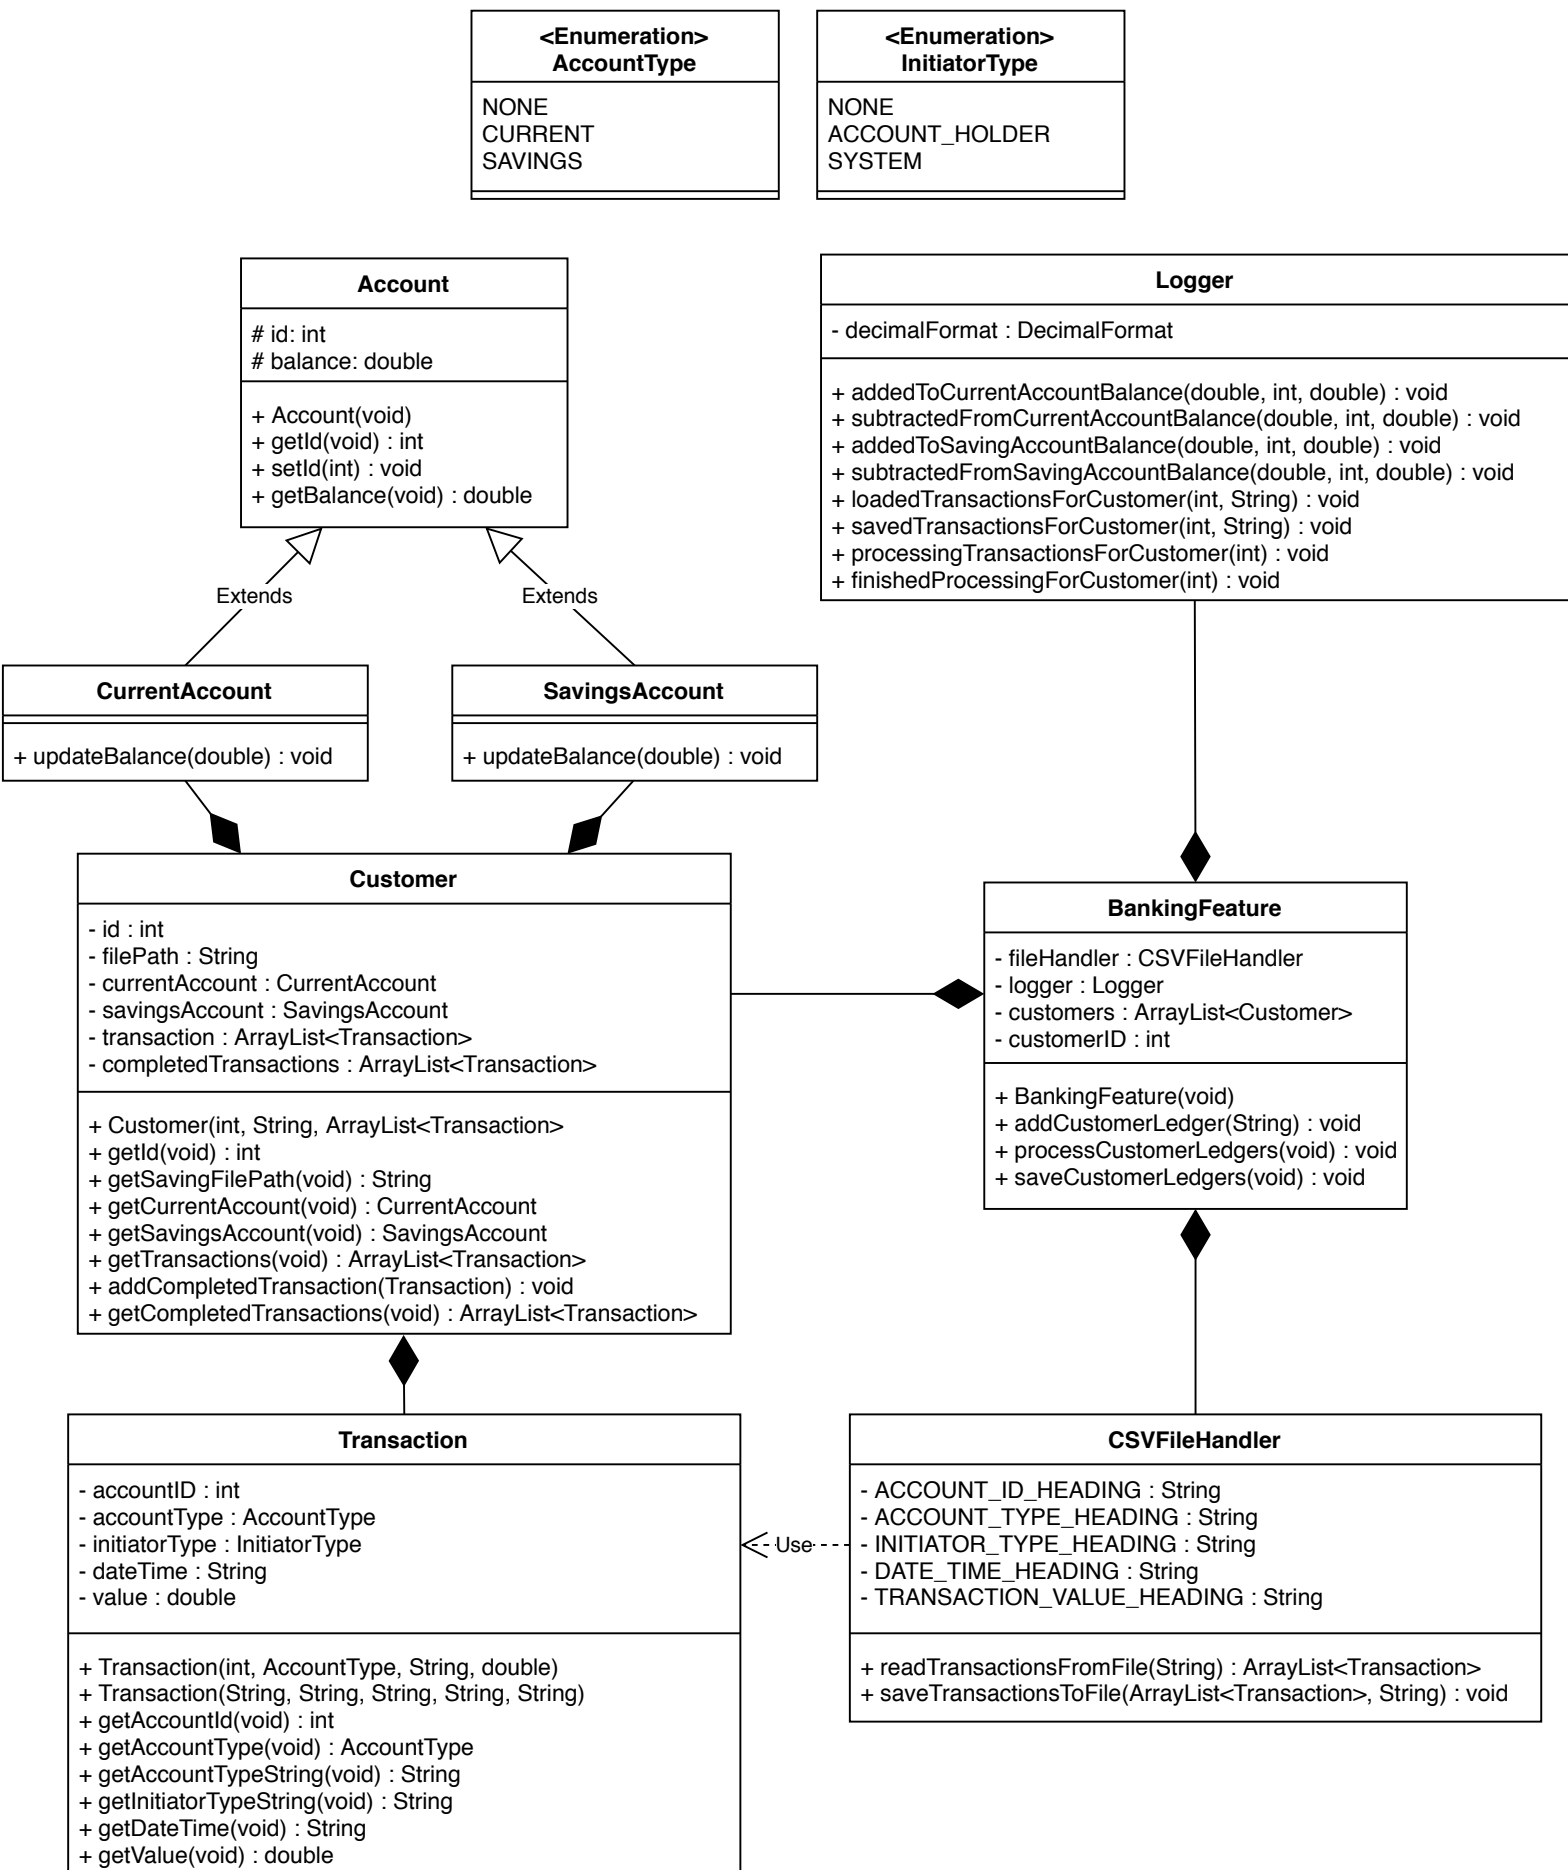 <Enumeration>
AccountType
NONE
CURRENT
SAVINGS
<Enumeration>
InitiatorType
NONE
ACCOUNT_HOLDER
SYSTEM
Account
# id: int
# balance: double
+ Account(void)
+ getId(void) : int
+ setId(int) : void
+ getBalance(void) : double
Logger
- decimalFormat : DecimalFormat
+ addedToCurrentAccountBalance(double, int, double) : void
+ subtractedFromCurrentAccountBalance(double, int, double) : void
+ addedToSavingAccountBalance(double, int, double) : void
+ subtractedFromSavingAccountBalance(double, int, double) : void
+ loadedTransactionsForCustomer(int, String) : void
+ savedTransactionsForCustomer(int, String) : void
+ processingTransactionsForCustomer(int) : void
+ finishedProcessingForCustomer(int) : void
Extends
Extends
CurrentAccount
+ updateBalance(double) : void
SavingsAccount
+ updateBalance(double) : void
Customer
- id : int
- filePath : String
- currentAccount : CurrentAccount
- savingsAccount : SavingsAccount
- transaction : ArrayList<Transaction>
- completedTransactions : ArrayList<Transaction>
+ Customer(int, String, ArrayList<Transaction>
+ getId(void) : int
+ getSavingFilePath(void) : String
+ getCurrentAccount(void) : CurrentAccount
+ getSavingsAccount(void) : SavingsAccount
+ getTransactions(void) : ArrayList<Transaction>
+ addCompletedTransaction(Transaction) : void
+ getCompletedTransactions(void) : ArrayList<Transaction>
BankingFeature
- fileHandler : CSVFileHandler
- logger : Logger
- customers : ArrayList<Customer>
- customerID : int
+ BankingFeature(void)
+ addCustomerLedger(String) : void
+ processCustomerLedgers(void) : void
+ saveCustomerLedgers(void) : void
Transaction
- accountID : int
- accountType : AccountType
- initiatorType : InitiatorType
- dateTime : String
- value : double
+ Transaction(int, AccountType, String, double)
+ Transaction(String, String, String, String, String)
+ getAccountId(void) : int
+ getAccountType(void) : AccountType
+ getAccountTypeString(void) : String
+ getInitiatorTypeString(void) : String
+ getDateTime(void) : String
+ getValue(void) : double
Use
CSVFileHandler
- ACCOUNT_ID_HEADING : String
- ACCOUNT_TYPE_HEADING : String
- INITIATOR_TYPE_HEADING : String
- DATE_TIME_HEADING : String
- TRANSACTION_VALUE_HEADING : String
+ readTransactionsFromFile(String) : ArrayList<Transaction>
+ saveTransactionsToFile(ArrayList<Transaction>, String) : void